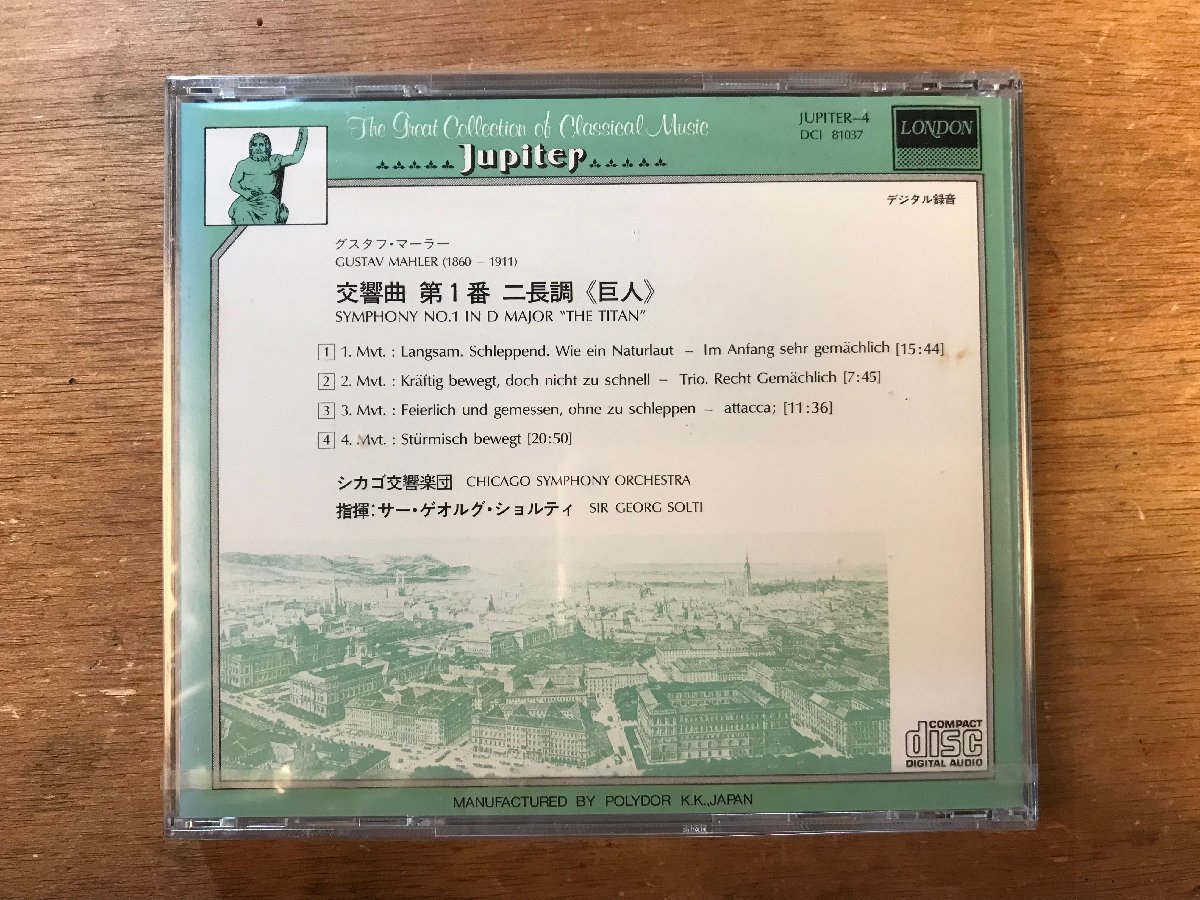 The Great Collection of Classical Music
Jupiter
JUPITER-4
DCI 81037
LONDON
デジタル録音
グスタフ・マーラー
GUSTAV MAHLER (1860 – 1911)
交響曲 第1番 ニ長調《巨人》
SYMPHONY NO.1 IN D MAJOR "THE TITAN"
1 1. Mvt. : Langsam. Schleppend. Wie ein Naturlaut – Im Anfang sehr gemächlich [15:44]
2 2. Mvt. : Kräftig bewegt, doch nicht zu schnell – Trio. Recht Gemächlich [7:45]
3 3. Mvt. : Feierlich und gemessen, ohne zu schleppen – attacca; [11:36]
4 4. Mvt. : Stürmisch bewegt [20:50]
シカゴ交響楽団 CHICAGO SYMPHONY ORCHESTRA
指揮:サー・ゲオルグ・ショルティ SIR GEORG SOLTI
COMPACT
disc
DIGITAL AUDIO
MANUFACTURED BY POLYDOR K.K.,JAPAN